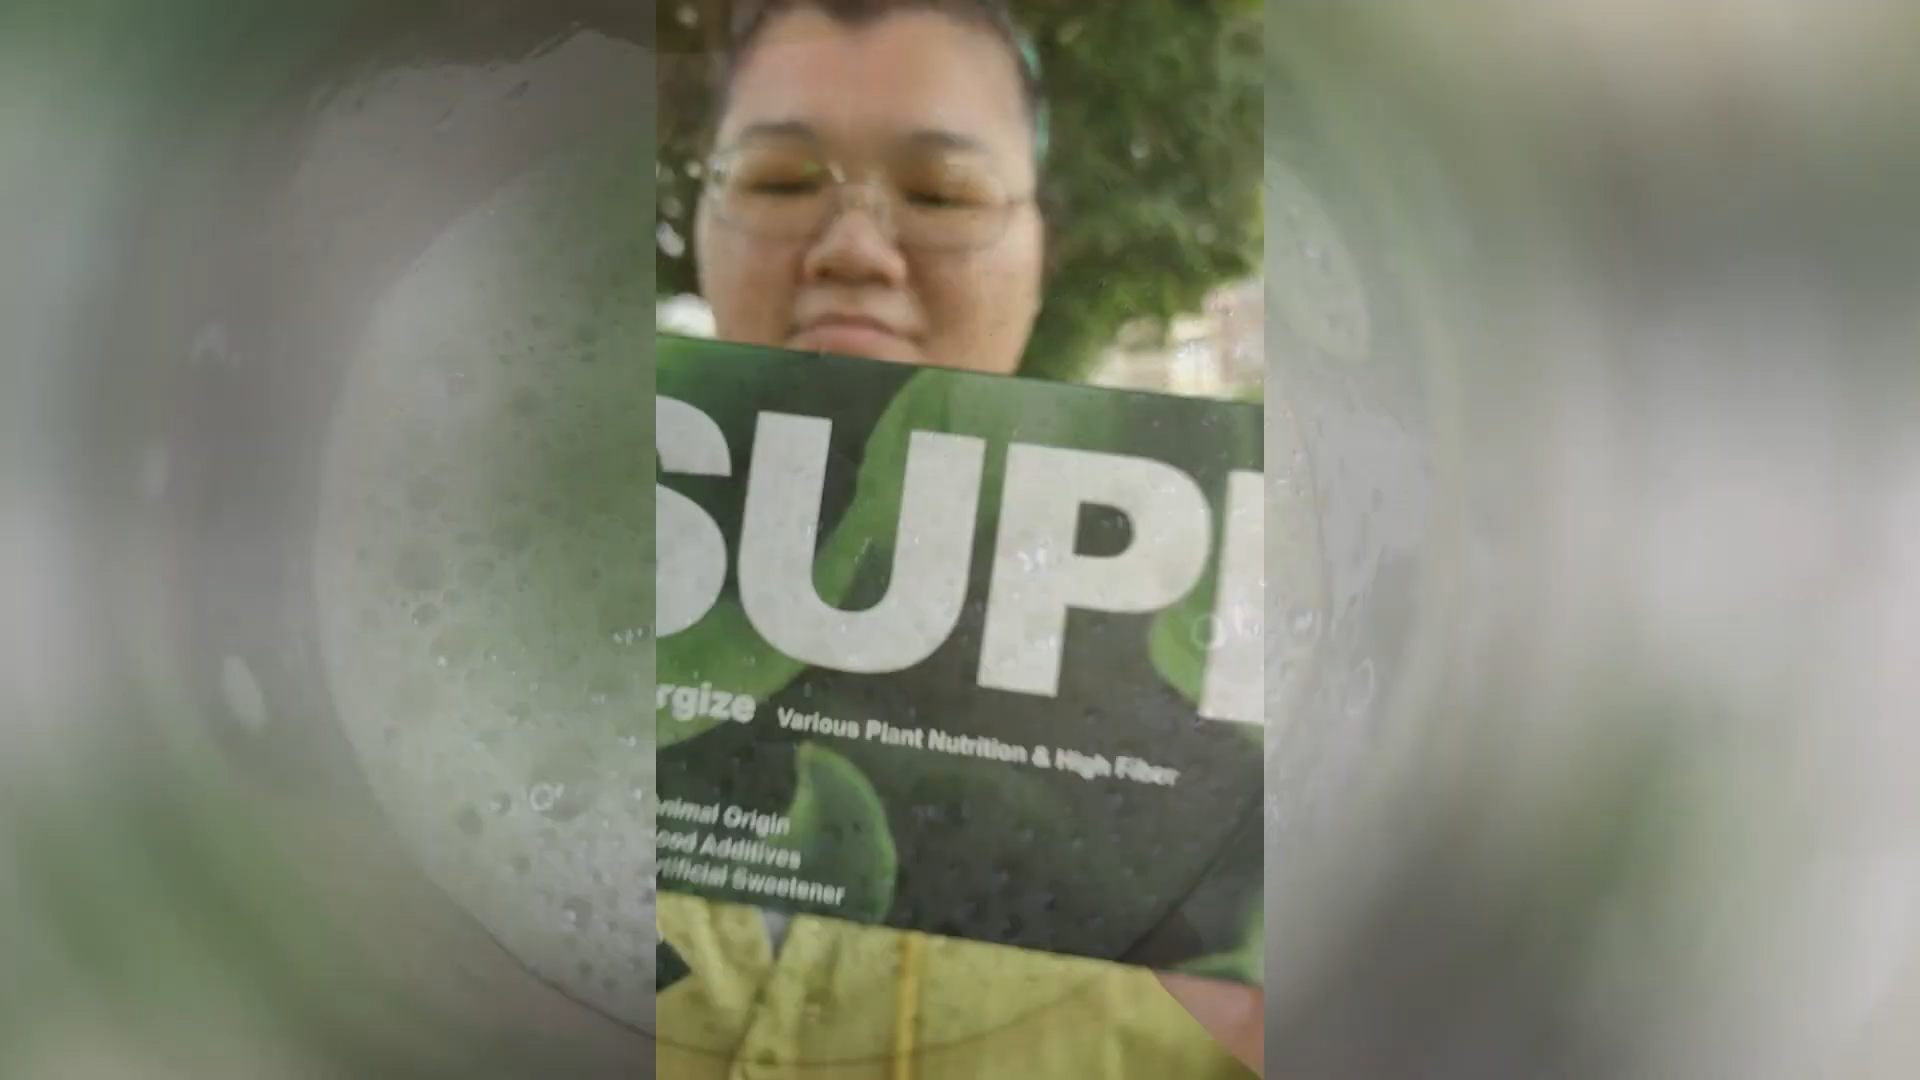 SUP
rgize Various Plant Nutrition & High Fiber
nimal Origin
ood Additives
rtificial Sweetener